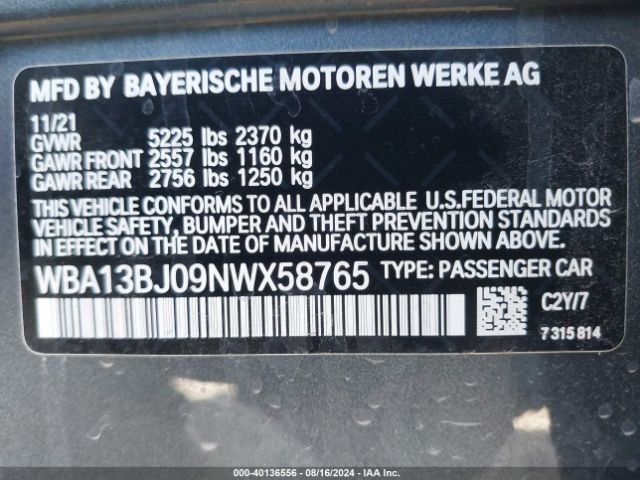 MFD BY BAYERISCHE MOTOREN WERKE AG
11/21
GVWR 5225 lbs 2370 kg
GAWR FRONT 2557 lbs 1160 kg
GAWR REAR 2756 lbs 1250 kg
THIS VEHICLE CONFORMS TO ALL APPLICABLE U.S.FEDERAL MOTOR
VEHICLE SAFETY, BUMPER AND THEFT PREVENTION STANDARDS
IN EFFECT ON THE DATE OF MANUFACTURE SHOWN ABOVE.
WBA13BJ09NWX58765 TYPE: PASSENGER CAR
C2Y/7
7315814
000-40136556 - 08/16/2024 - IAA Inc.